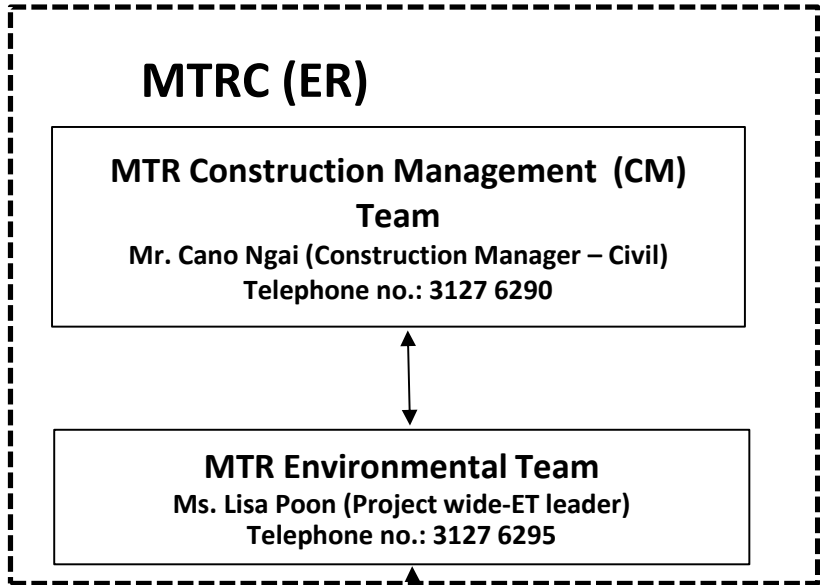 MTRC (ER)
MTR Construction Management (CM)
Team
Mr. Cano Ngai (Construction Manager – Civil)
Telephone no.: 3127 6290
MTR Environmental Team
Ms. Lisa Poon (Project wide-ET leader)
Telephone no.: 3127 6295